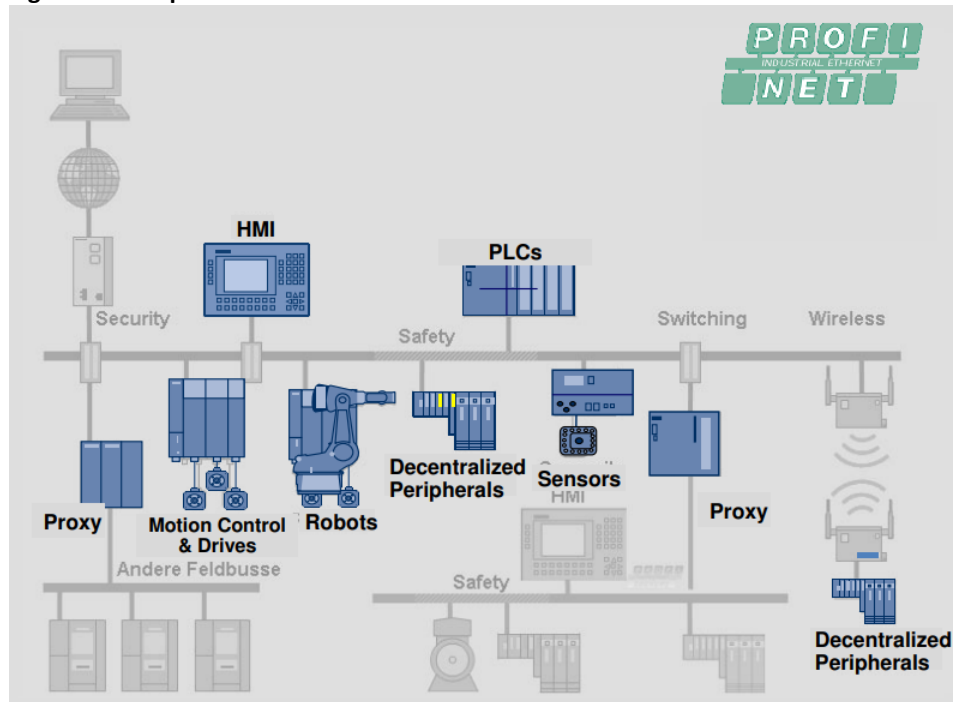 PROFI
INDUSTRIAL ETHERNET
NET
HMI
PLCs
Security
Safety
Switching
Wireless
Decentralized
Peripherals
Sensors
HMI
Proxy
Motion Control
& Drives
Robots
Proxy
Andere Feldbusse
Safety
Decentralized
Peripherals